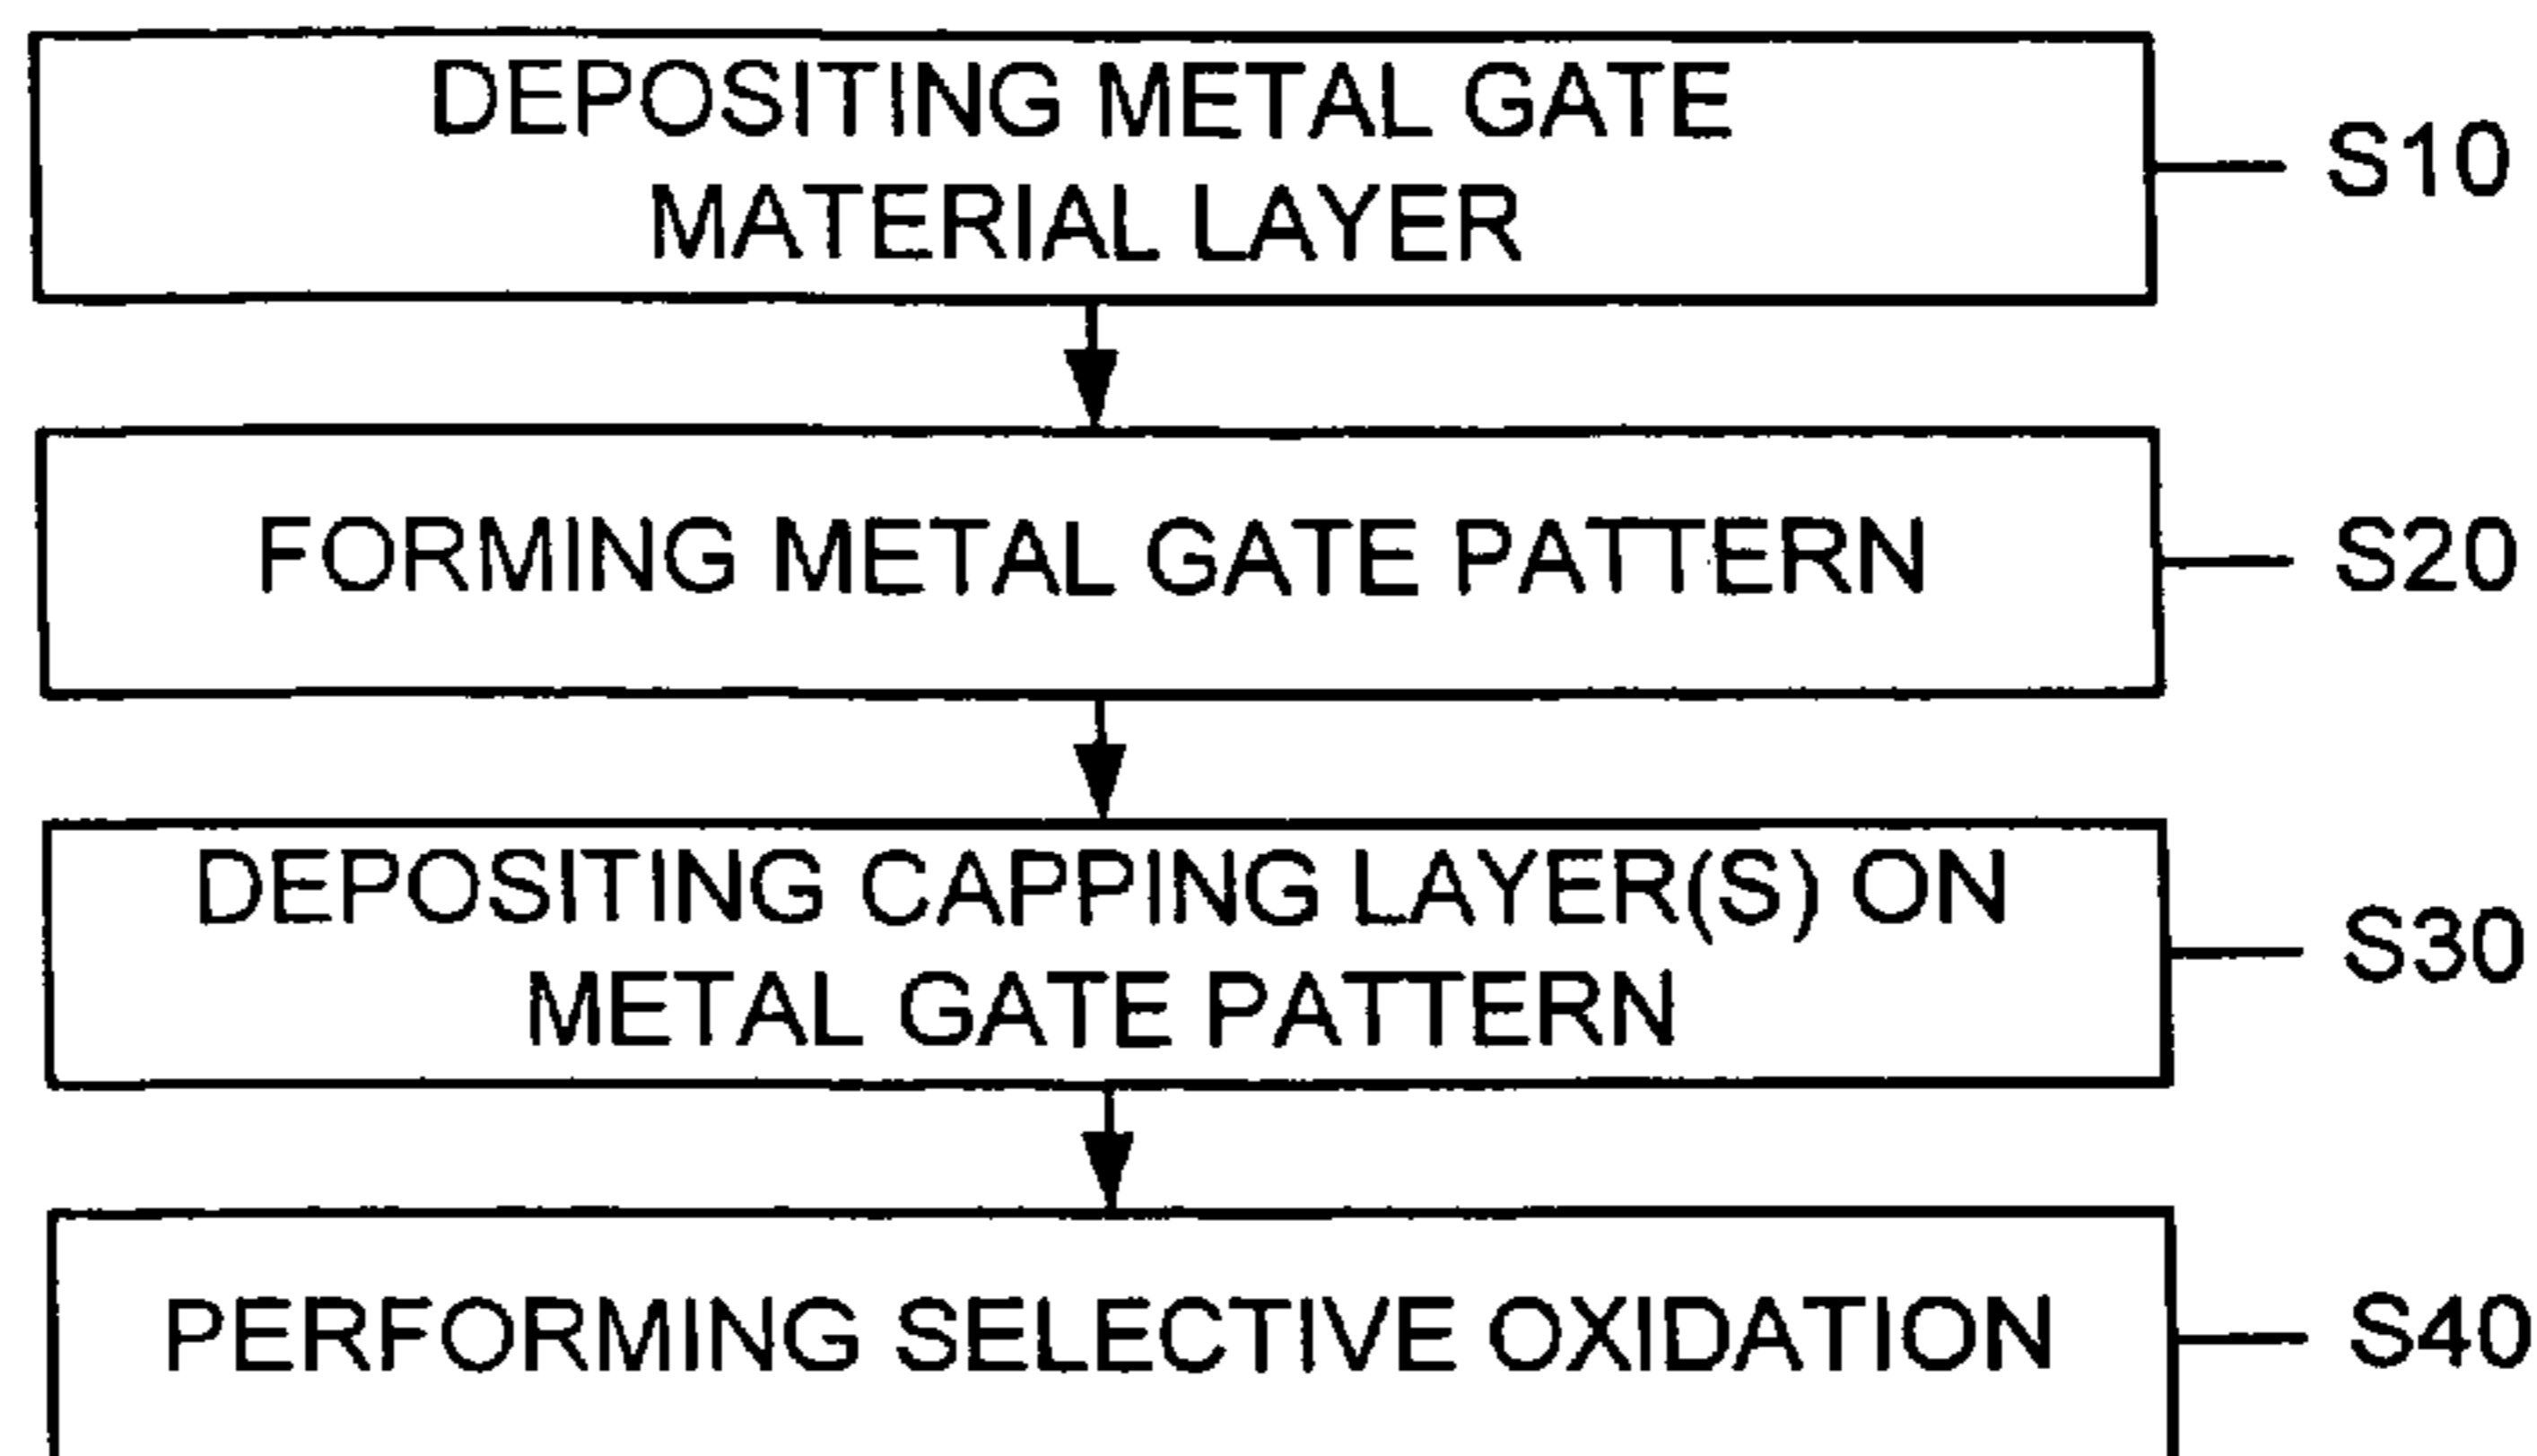 DEPOSITING METAL GATE
MATERIAL LAYER
S10
FORMING METAL GATE PATTERN
S20
DEPOSITING CAPPING LAYER(S) ON
METAL GATE PATTERN
S30
PERFORMING SELECTIVE OXIDATION
S40